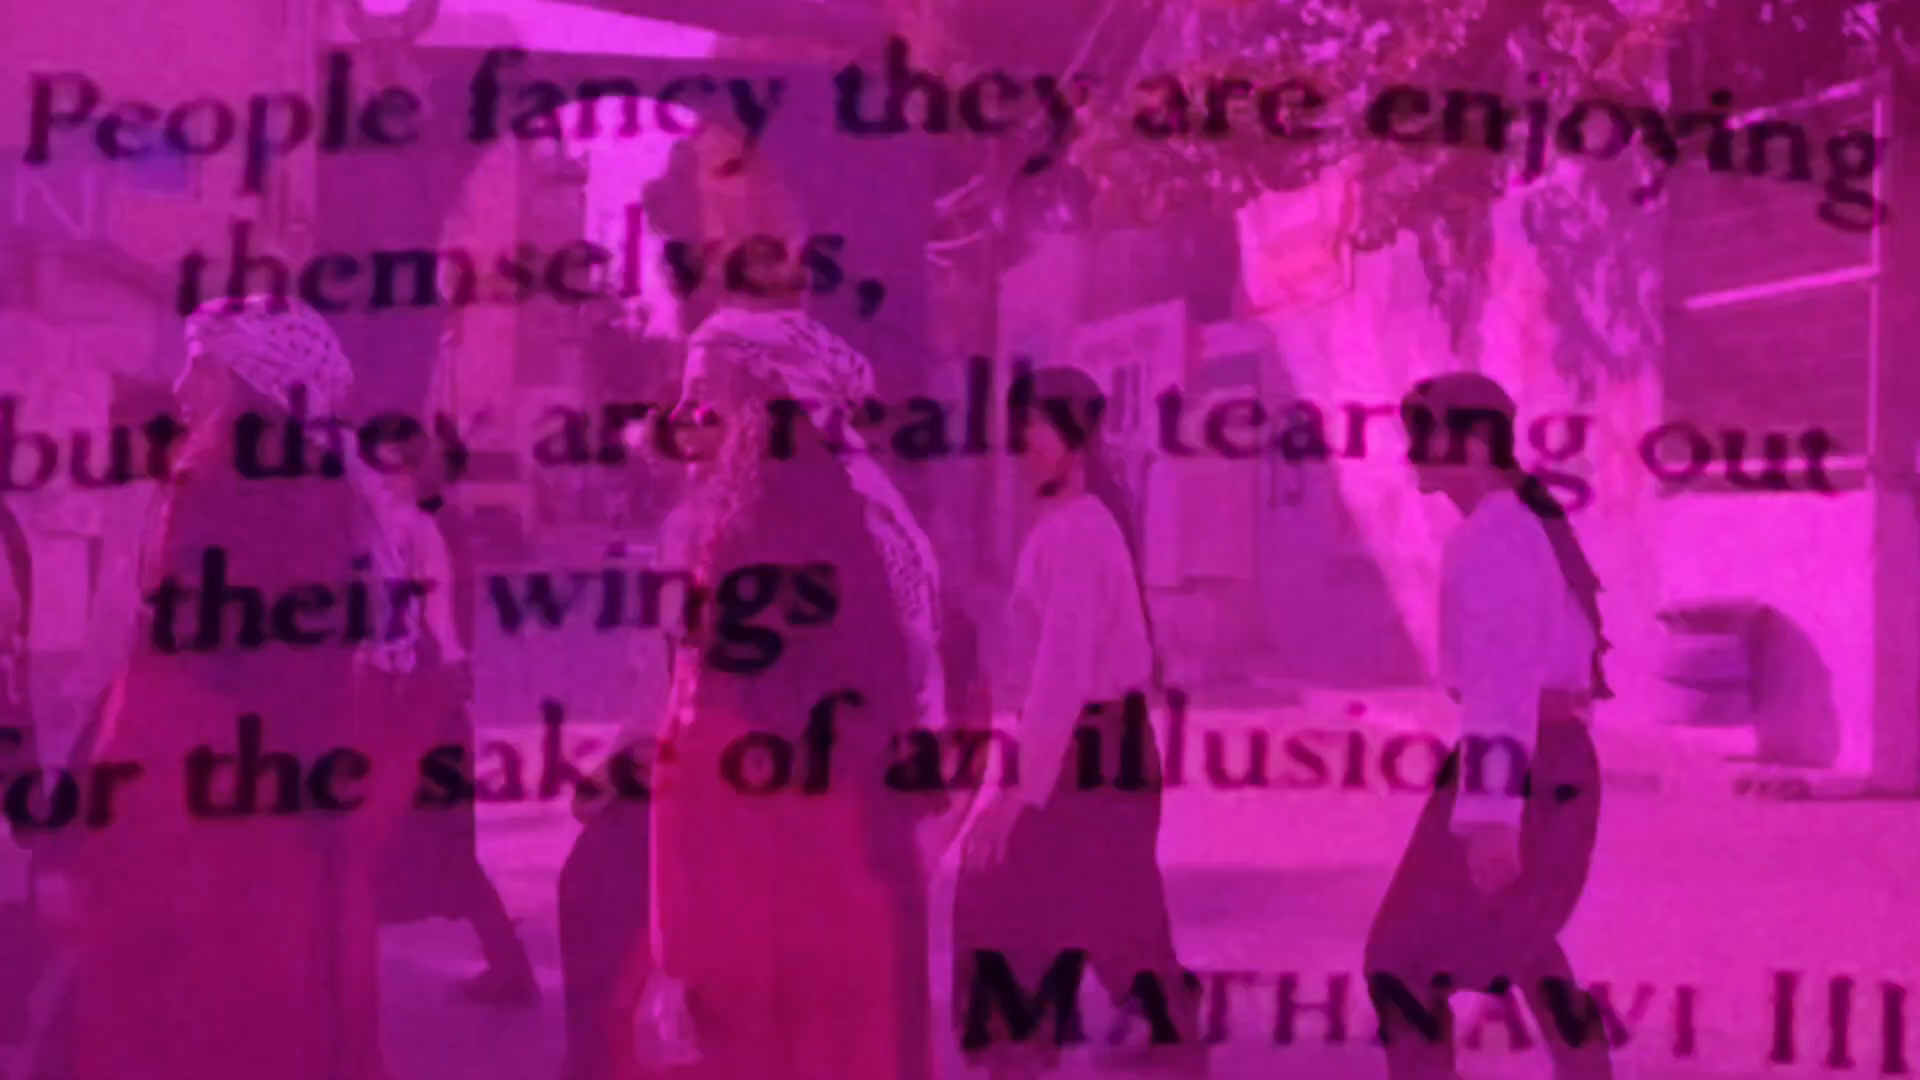 People fancy they are enjoying
themselves,
but they are really tearing out
their wings
for the sake of an illusion.
MATHNAWI III